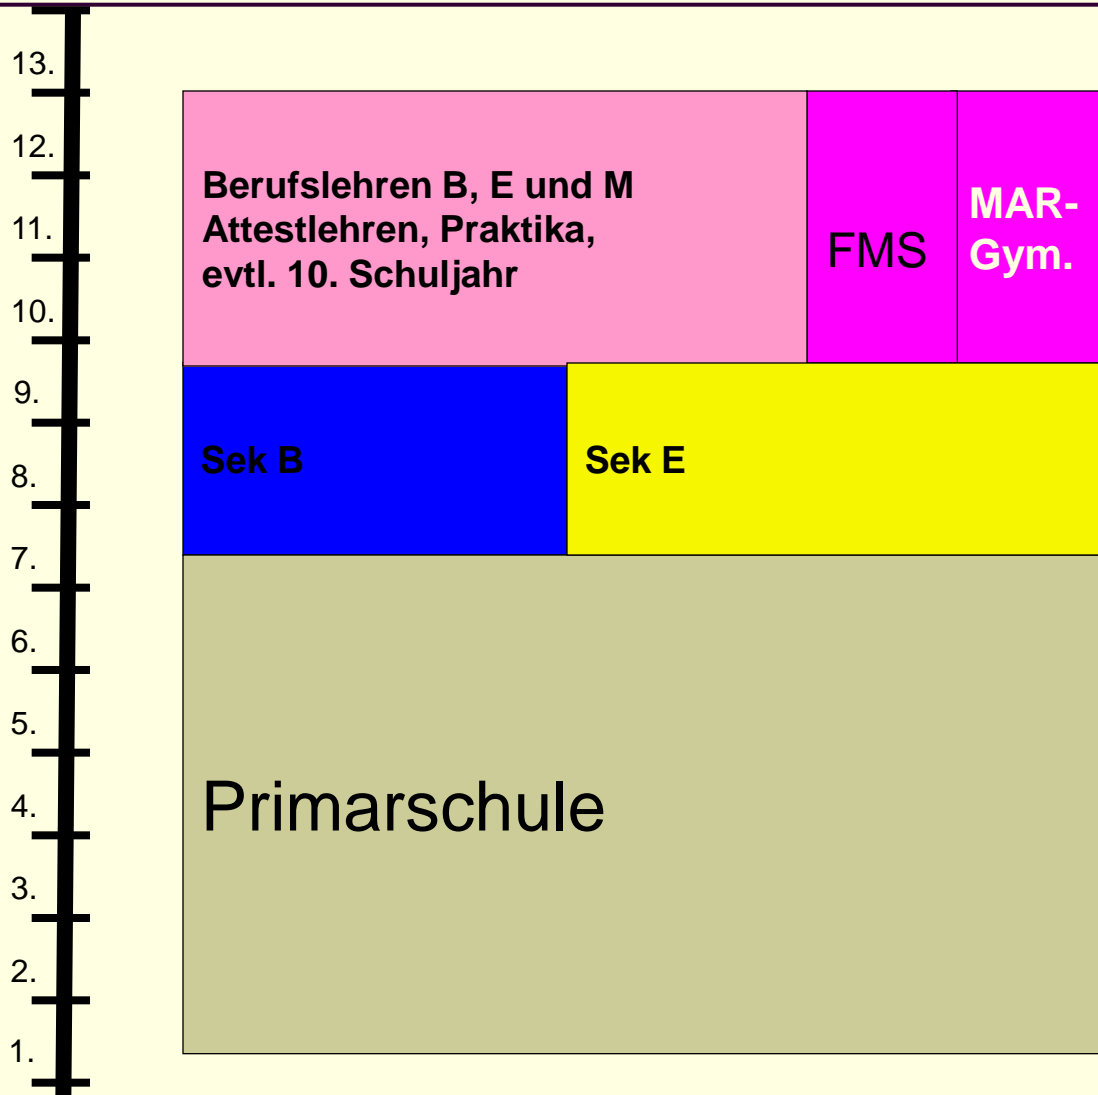 13.
12.
11.
10.
9.
8.
7.
6.
5.
4.
3.
2.
1.
Berufslehren B, E und M
Attestlehren, Praktika,
evtl. 10. Schuljahr
FMS
MAR-
Gym.
Sek B
Sek E
Primarschule